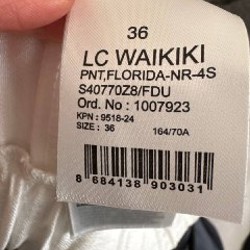 36
LC WAIKIKI
PNT,FLORIDA-NR-4S
S40770Z8/FDU
Ord. No : 1007923
KPN : 9518-24
SIZE : 36 164/70A
8 684138 903031